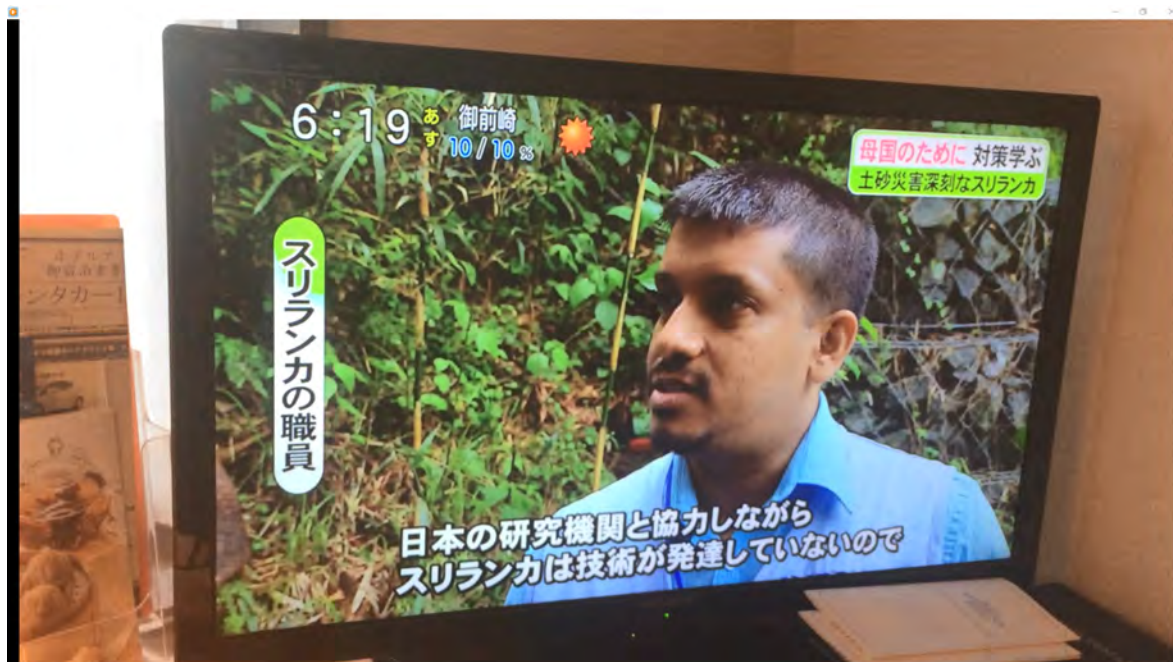 6:19
あす
御前崎
10/10%
母国のために 対策学ぶ
土砂災害深刻なスリランカ
スリランカの職員
日本の研究機関と協力しながら
スリランカは技術が発達していないので